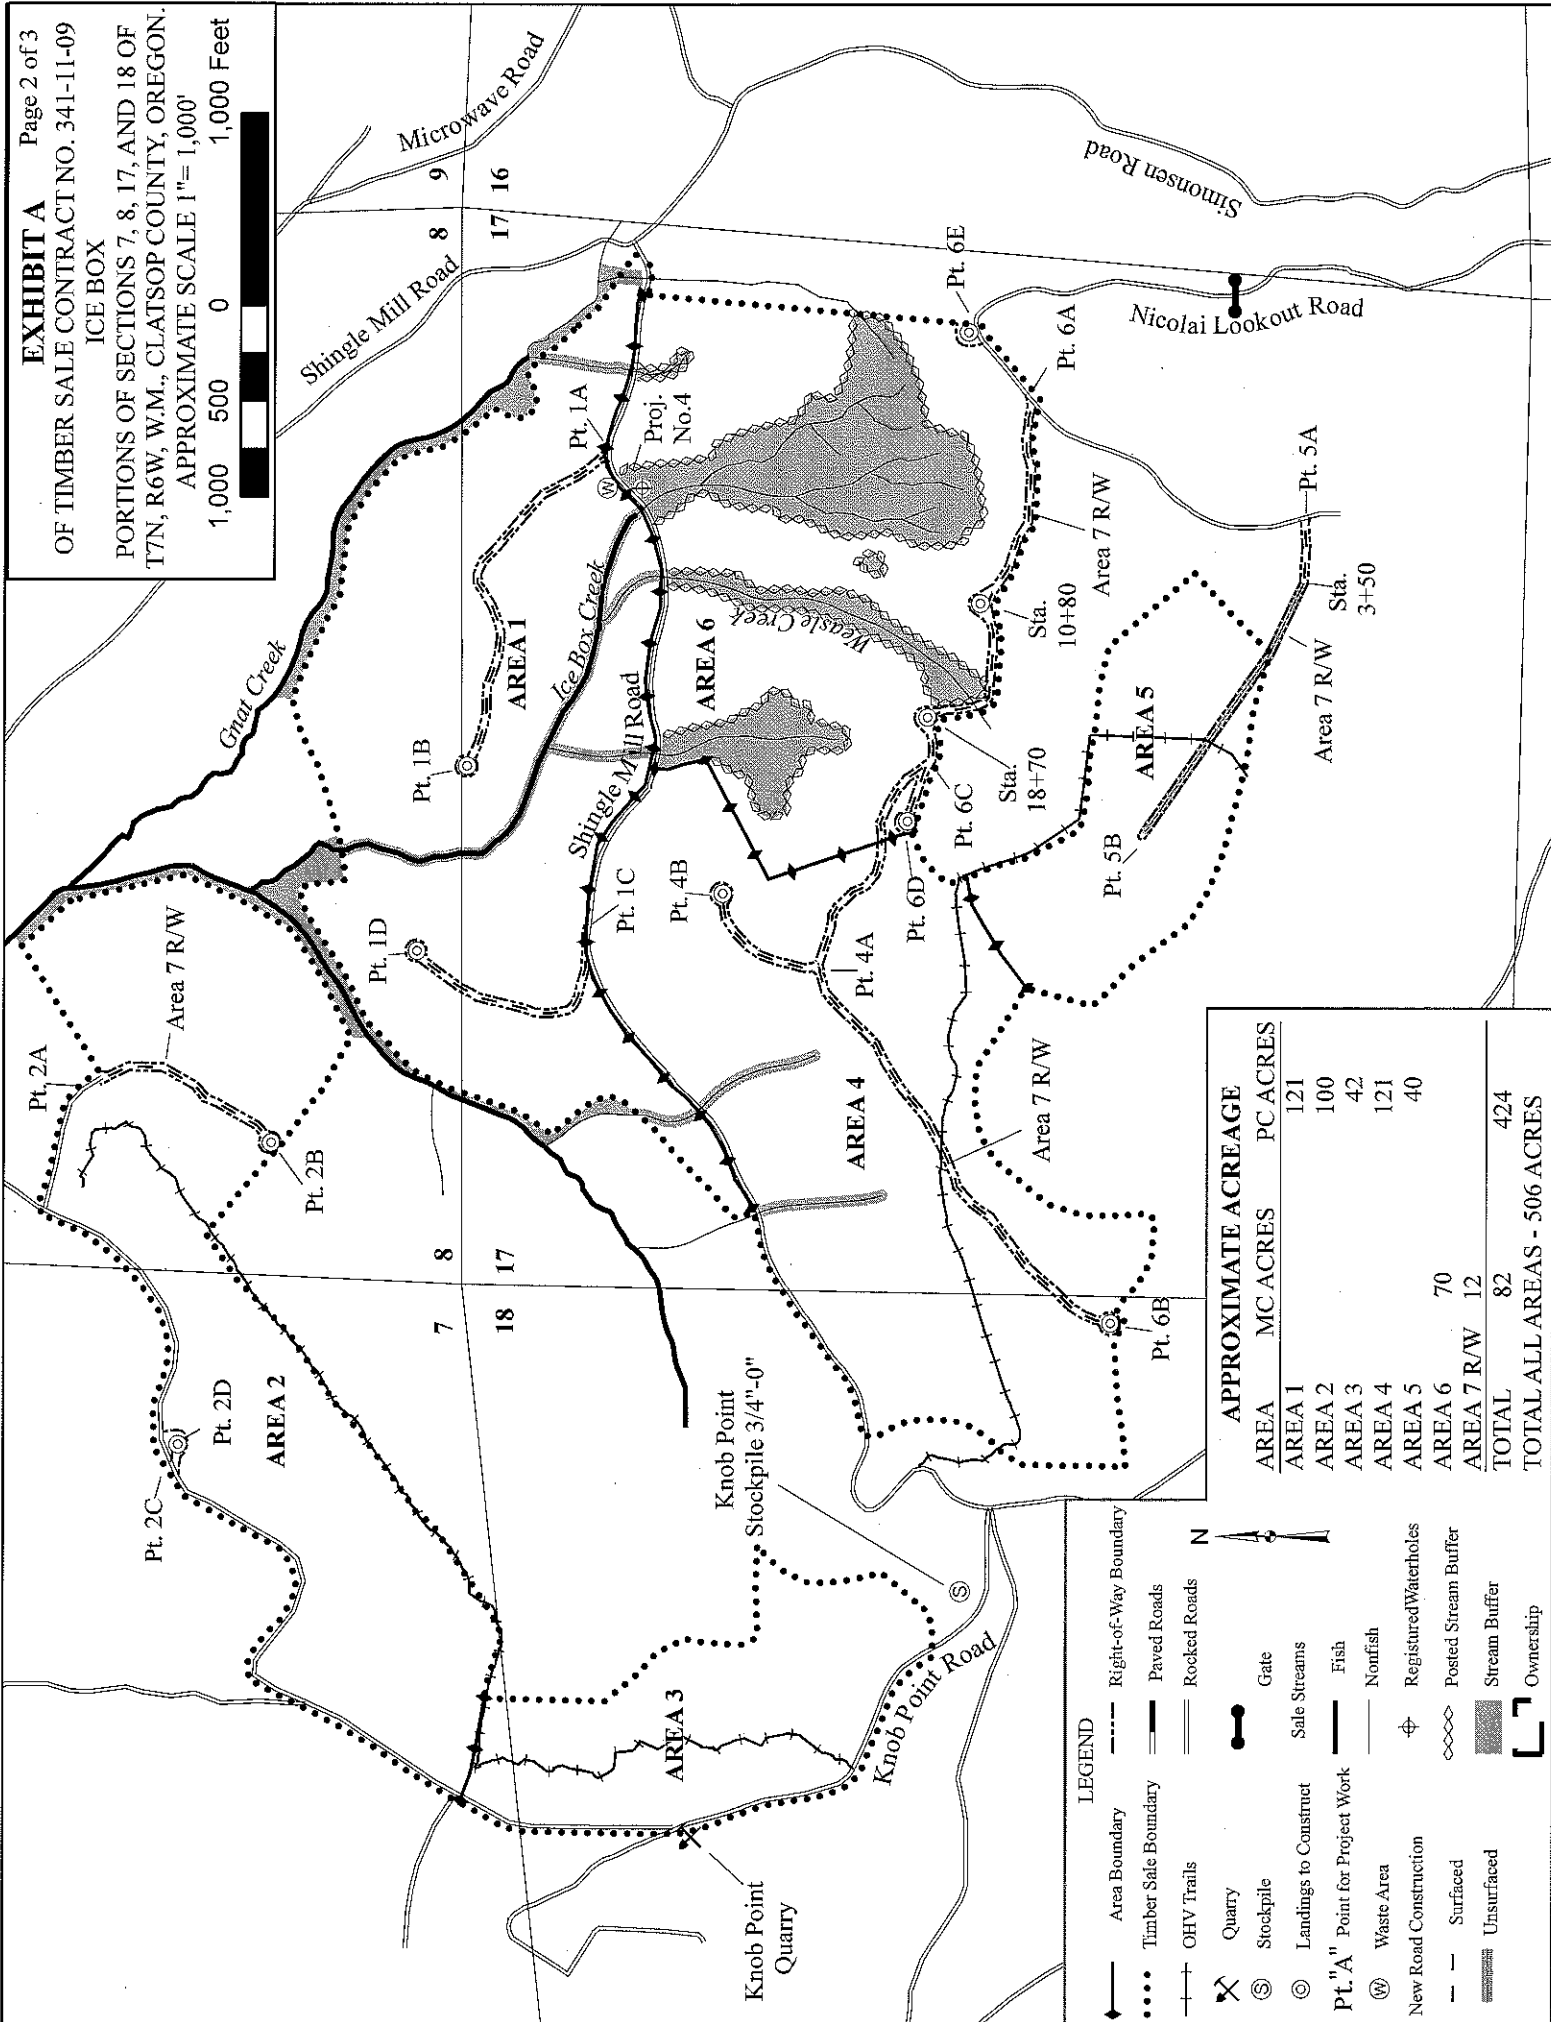 EXHIBIT A Page 2 of 3
OF TIMBER SALE CONTRACT NO. 341-11-09
ICE BOX
PORTIONS OF SECTIONS 7, 8, 17, AND 18 OF
T7N, R6W, W.M., CLATSOP COUNTY, OREGON.
APPROXIMATE SCALE 1"= 1,000'
1,000 500 0 1,000 Feet
Microwave Road
Shingle Mill Road
9
8
16
17
Simonsen Road
Nicolai Lookout Road
Pt. 6E
Pt. 6A
Pt. 5A
Gnat Creek
Pt. 1A
Proj.
No.4
W
AREA 1
Ice Box Creek
Pt. 1B
AREA 6
Weasle Creek
Shingle Mill Road
Area 7 R/W
Sta.
10+80
Sta.
3+50
Area 7 R/W
AREA 5
Sta.
18+70
Pt. 6C
Pt. 5B
Pt. 6D
Pt. 4B
Pt. 1C
Pt. 1D
Pt. 4A
Area 7 R/W
Pt. 2A
Pt. 2B
AREA 4
Area 7 R/W
8
7
17
18
Pt. 6B
Pt. 2D
AREA 2
Pt. 2C
Knob Point
Stockpile 3/4"-0"
S
AREA 3
Knob Point Road
Knob Point
Quarry
APPROXIMATE ACREAGE
AREA MC ACRES PC ACRES
AREA 1 121
AREA 2 100
AREA 3 42
AREA 4 121
AREA 5 40
AREA 6 70
AREA 7 R/W 12
TOTAL 82 424
TOTAL ALL AREAS - 506 ACRES
LEGEND
Area Boundary
Timber Sale Boundary
OHV Trails
Quarry
S Stockpile
Landings to Construct
Pt."A" Point for Project Work
W Waste Area
New Road Construction
Surfaced
Unsurfaced
Right-of-Way Boundary
Paved Roads
Rocked Roads
Gate
Sale Streams
Fish
Nonfish
RegisteredWaterholes
Posted Stream Buffer
Stream Buffer
Ownership
N